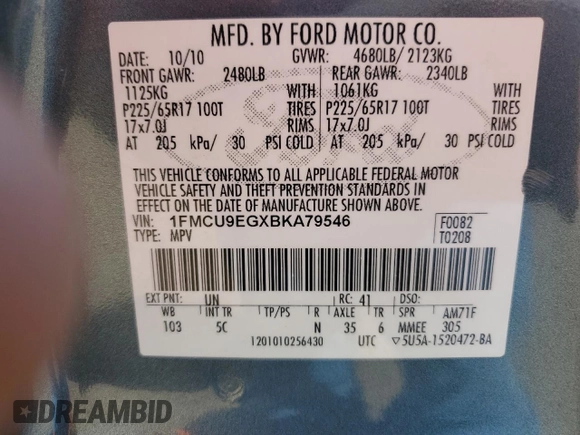 MFD. BY FORD MOTOR CO.
DATE: 10/10 GVWR: 4680LB/ 2123KG
FRONT GAWR: 2480LB REAR GAWR: 2340LB
1125KG WITH 1061KG WITH
P225/65R17 100T TIRES P225/65R17 100T TIRES
17x7.0J RIMS 17x7.0J RIMS
AT 205 kPa/ 30 PSI COLD AT 205 kPa/ 30 PSI COLD
THIS VEHICLE CONFORMS TO ALL APPLICABLE FEDERAL MOTOR
VEHICLE SAFETY AND THEFT PREVENTION STANDARDS IN
EFFECT ON THE DATE OF MANUFACTURE SHOWN ABOVE.
VIN: 1FMCU9EGXBKA79546 F0082
TYPE: MPV T0208
EXT PNT: UN RC: 41 DSO:
WB INT TR TP/PS R AXLE TR SPR AM71F
103 5C N 35 6 MMEE 305
1201010256430 UTC ▽5U5A-1520472-BA
DREAMBID